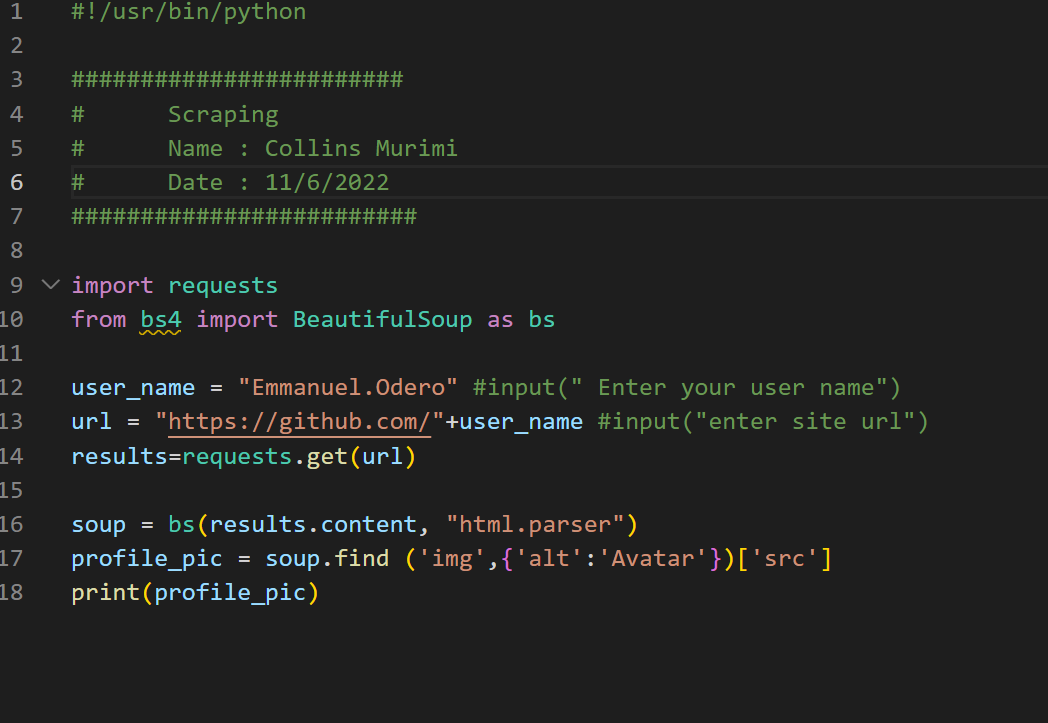 1 #!/usr/bin/python
2
3 ########################
4 #      Scraping
5 #      Name : Collins Murimi
6 #      Date : 11/6/2022
7 #########################
8
9 import requests
10 from bs4 import BeautifulSoup as bs
11
12 user_name = "Emmanuel.Odero" #input(" Enter your user name")
13 url = "https://github.com/"+user_name #input("enter site url")
14 results=requests.get(url)
15
16 soup = bs(results.content, "html.parser")
17 profile_pic = soup.find ('img',{'alt':'Avatar'})['src']
18 print(profile_pic)